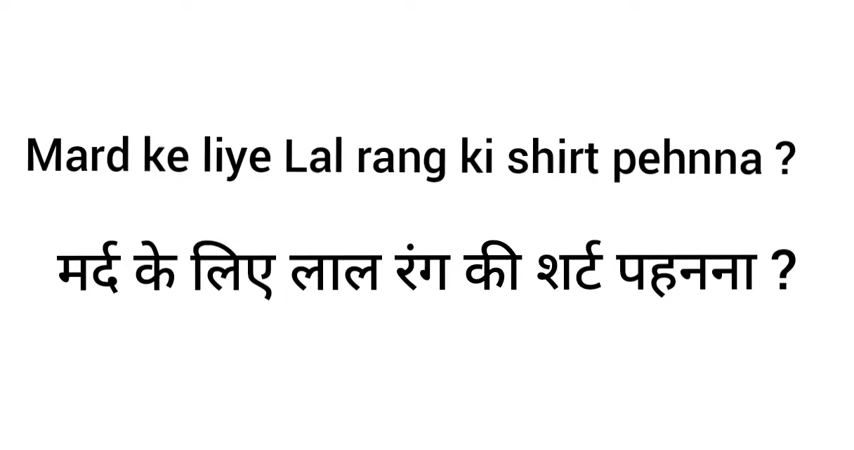 Mard ke liye Lal rang ki shirt pehnna ?
मर्द के लिए लाल रंग की शर्ट पहनना ?